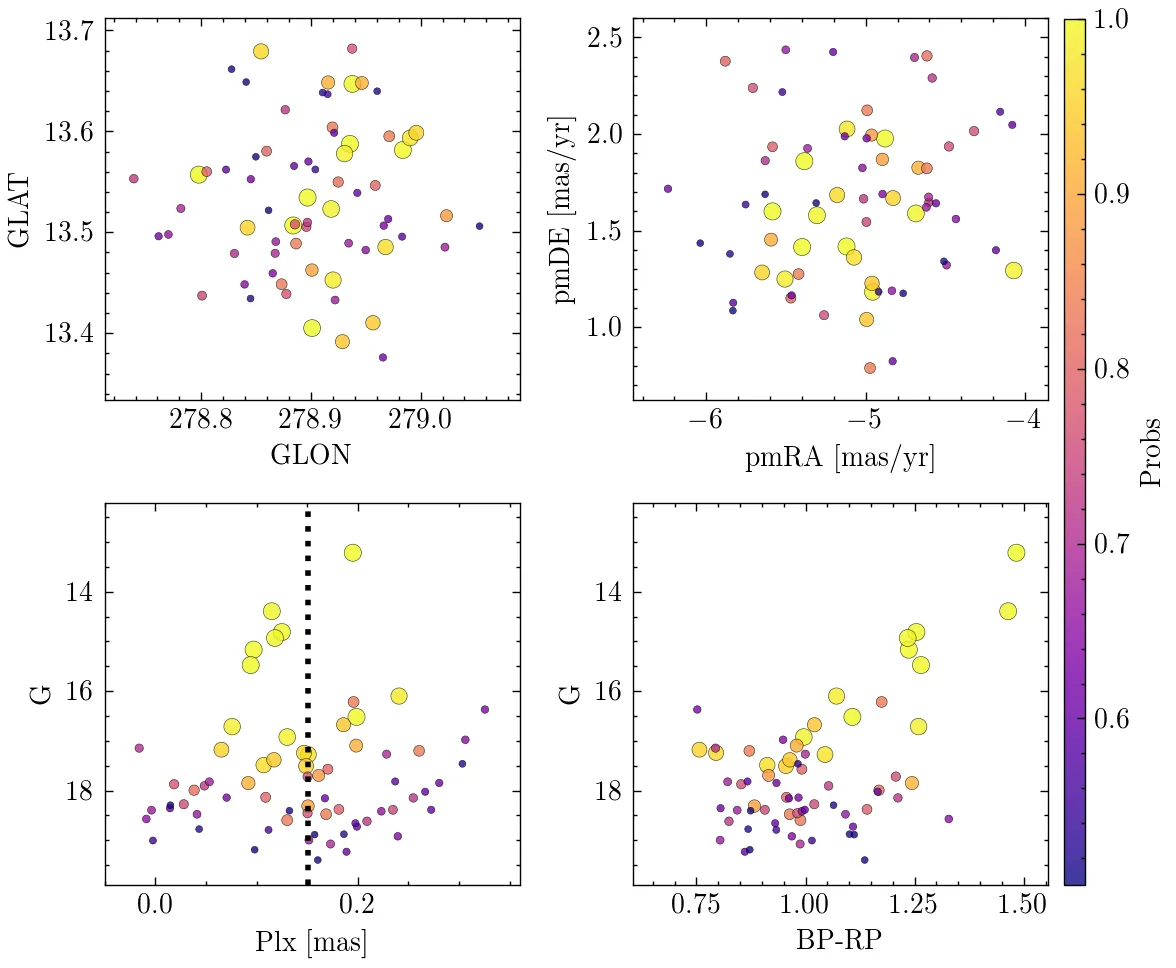 13.7
13.6
13.5
13.4
GLAT
278.8 278.9 279.0
GLON
2.5
2.0
1.5
1.0
pmDE [mas/yr]
−6 −5 −4
pmRA [mas/yr]
1.0
0.9
0.8
0.7
0.6
Probs
14
16
18
G
0.0 0.2
Plx [mas]
14
16
18
G
0.75 1.00 1.25 1.50
BP-RP